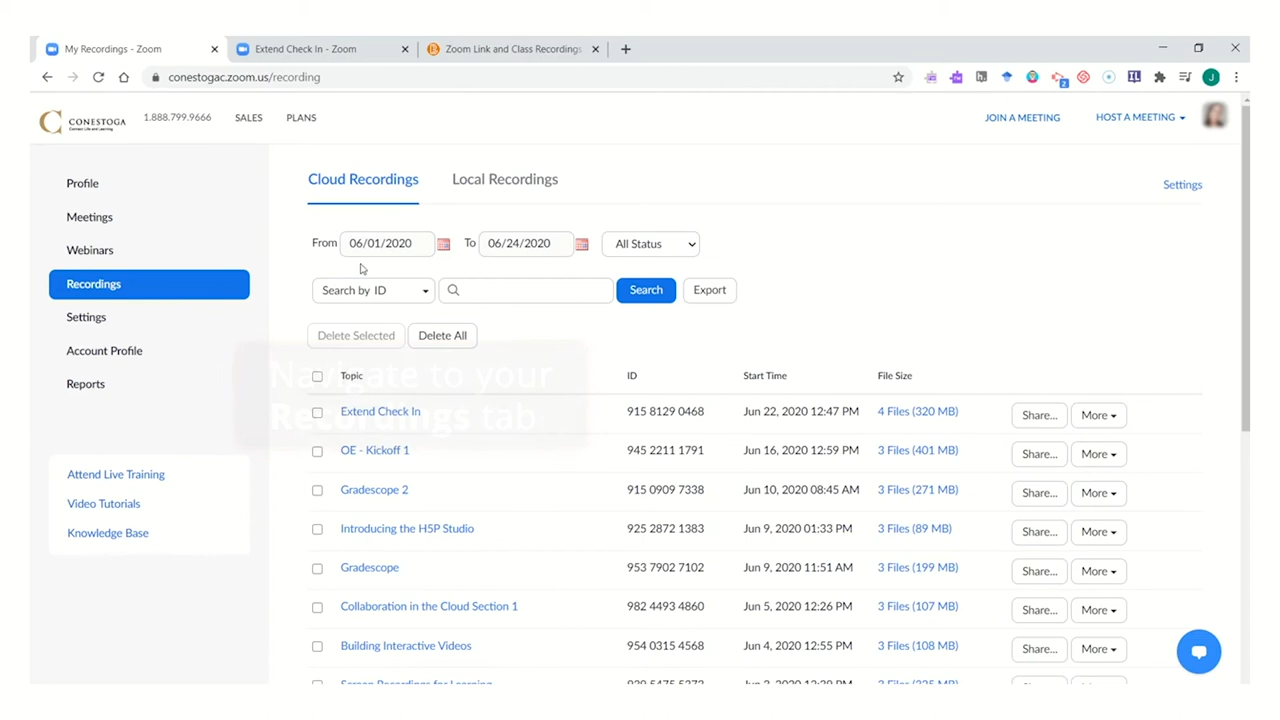 My Recordings - Zoom
Extend Check In - Zoom
Zoom Link and Class Recordings
conestogac.zoom.us/recording
2
J
CONESTOGA
Connect Life and Learning
1.888.799.9666
SALES
PLANS
JOIN A MEETING
HOST A MEETING
Profile
Meetings
Webinars
Recordings
Settings
Account Profile
Reports
Attend Live Training
Video Tutorials
Knowledge Base
Cloud Recordings
Local Recordings
Settings
From 06/01/2020 To 06/24/2020 All Status
Search by ID Search Export
Delete Selected Delete All
Navigate to your
Recordings tab
Topic ID Start Time File Size
Extend Check In 915 8129 0468 Jun 22, 2020 12:47 PM 4 Files (320 MB) Share... More
OE - Kickoff 1 945 2211 1791 Jun 16, 2020 12:59 PM 3 Files (401 MB) Share... More
Gradescope 2 915 0909 7338 Jun 10, 2020 08:45 AM 3 Files (271 MB) Share... More
Introducing the H5P Studio 925 2872 1383 Jun 9, 2020 01:33 PM 3 Files (89 MB) Share... More
Gradescope 953 7902 7102 Jun 9, 2020 11:51 AM 3 Files (199 MB) Share... More
Collaboration in the Cloud Section 1 982 4493 4860 Jun 5, 2020 12:26 PM 3 Files (107 MB) Share... More
Building Interactive Videos 954 0315 4568 Jun 4, 2020 12:55 PM 3 Files (108 MB) Share... More
Screen Recordings for Learning